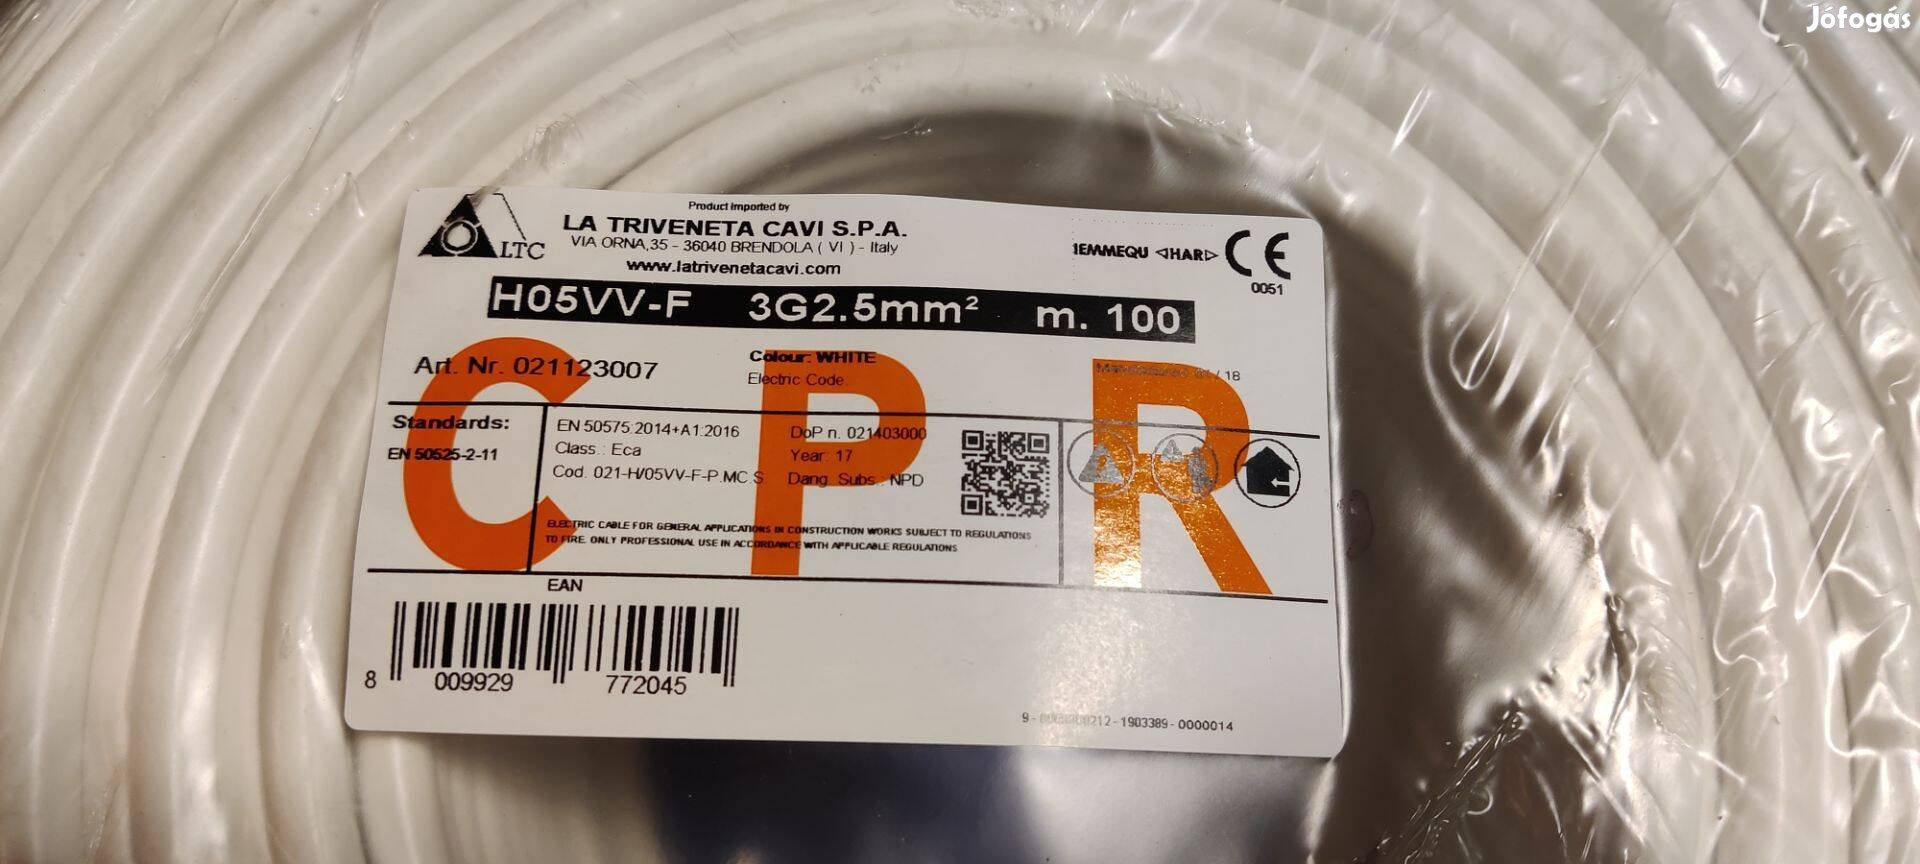 Jófogás
Product imported by
LA TRIVENETA CAVI S.P.A.
VIA ORNA,35 - 36040 BRENDOLA ( VI ) - Italy
www.latrivenetacavi.com
LTC
IEMMEQU ◁HAR▷ CE
0051
H05VV-F 3G2.5mm² m. 100
Art. Nr. 021123007
Colour: WHITE
Electric Code
/ 18
CPR
Standards:
EN 50525-2-11
EN 50575:2014+A1:2016 DoP n. 021403000
Class.: Eca Year: 17
Cod. 021-H/05VV-F-P.MC S Dang. Subs.: NPD
ELECTRIC CABLE FOR GENERAL APPLICATIONS IN CONSTRUCTION WORKS SUBJECT TO REGULATIONS
TO FIRE. ONLY PROFESSIONAL USE IN ACCORDANCE WITH APPLICABLE REGULATIONS
EAN
8 009929 772045
1903389 - 0000014